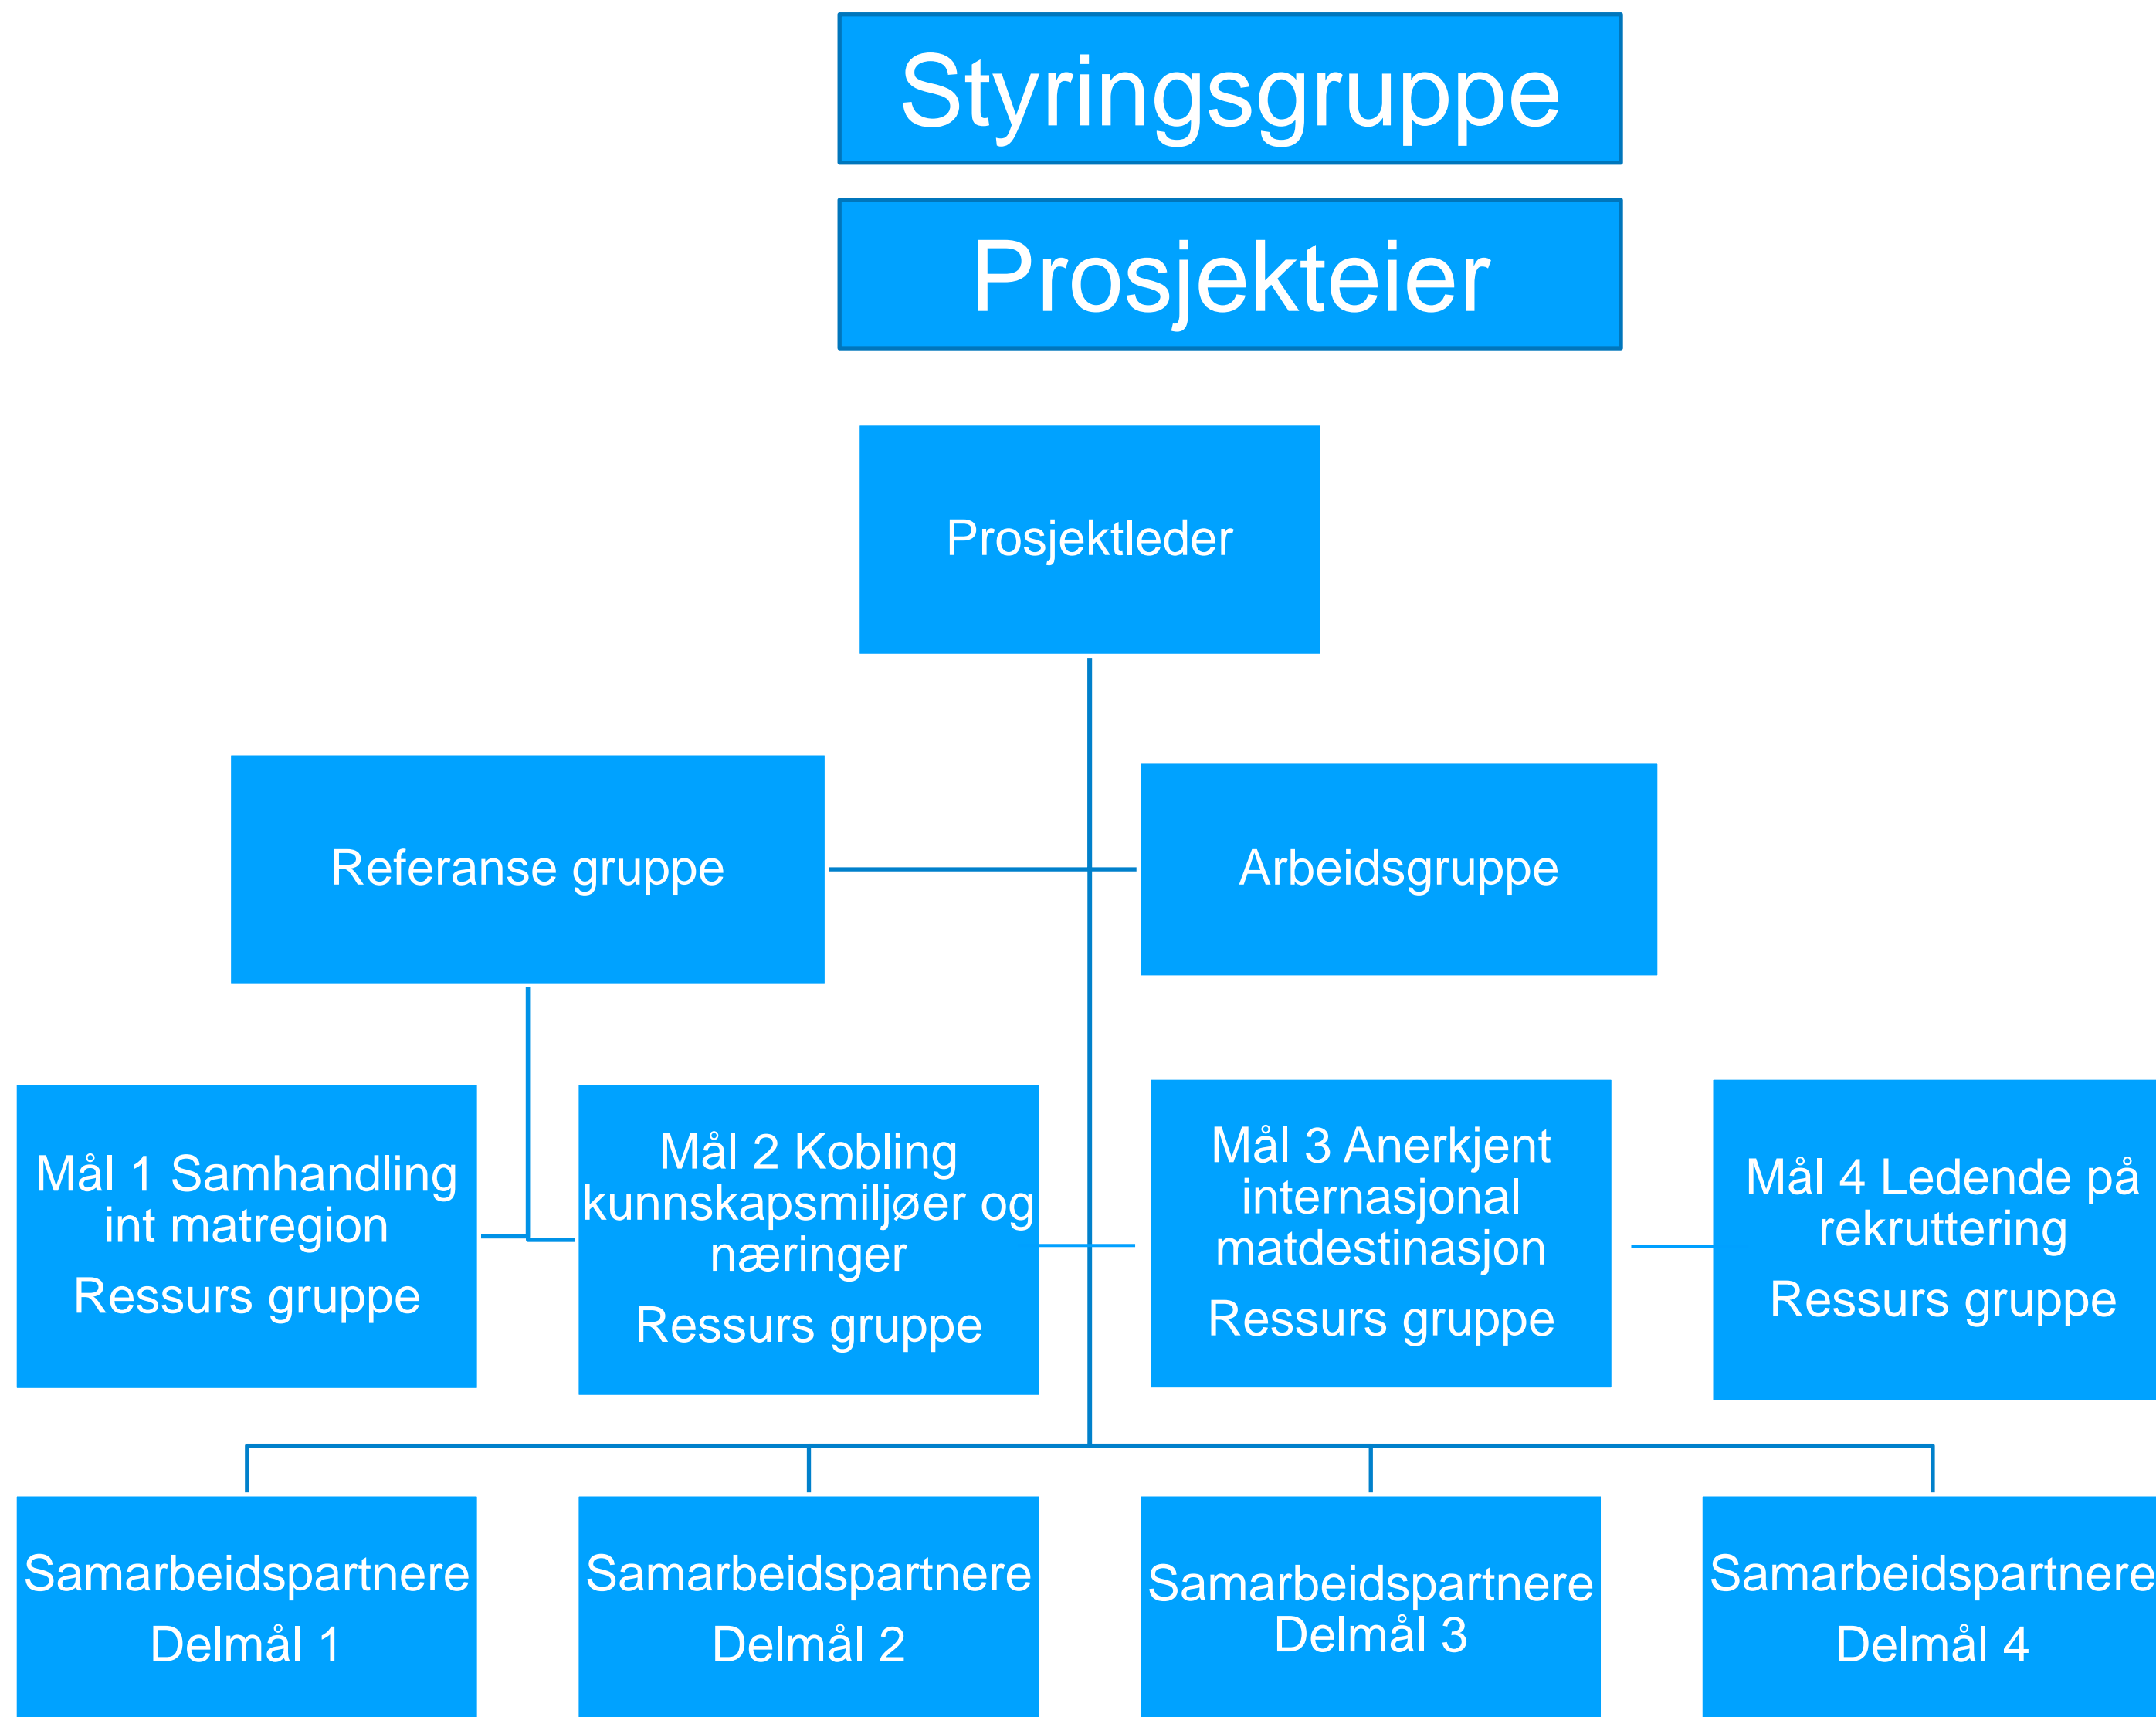 Styringsgruppe
Prosjekteier
Prosjektleder
Referanse gruppe
Arbeidsgruppe
Mål 1 Samhandling
int matregion
Ressurs gruppe
Mål 2 Kobling
kunnskapsmiljøer og
næringer
Ressurs gruppe
Mål 3 Anerkjent
internasjonal
matdestinasjon
Ressurs gruppe
Mål 4 Ledende på
rekruttering
Ressurs gruppe
Samarbeidspartnere
Delmål 1
Samarbeidspartnere
Delmål 2
Samarbeidspartnere
Delmål 3
Samarbeidspartnere
Delmål 4